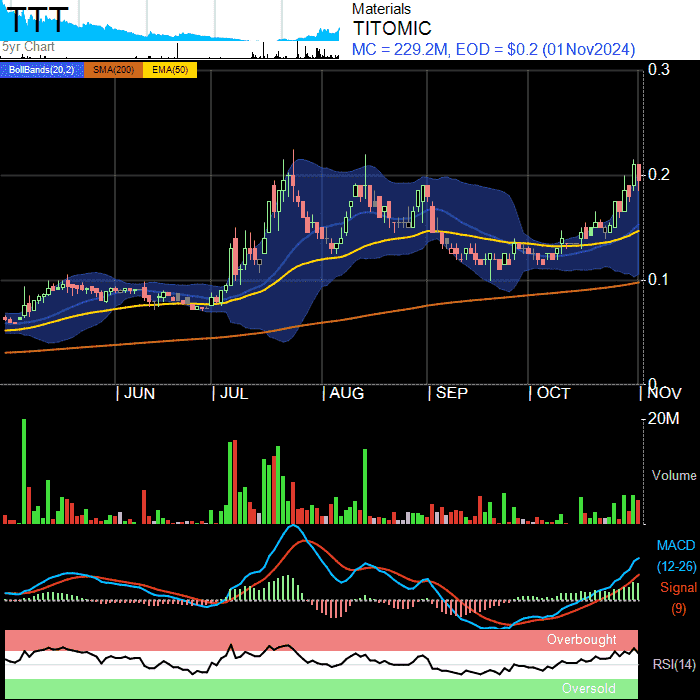 TTT
5yr Chart
Materials
TITOMIC
MC = 229.2M, EOD = $0.2 (01Nov2024)
BollBands(20,2) SMA(200) EMA(50)
0.3
0.2
0.1
0
JUN JUL AUG SEP OCT NOV
20M
Volume
MACD
(12-26)
Signal
(9)
Overbought
RSI(14)
Oversold